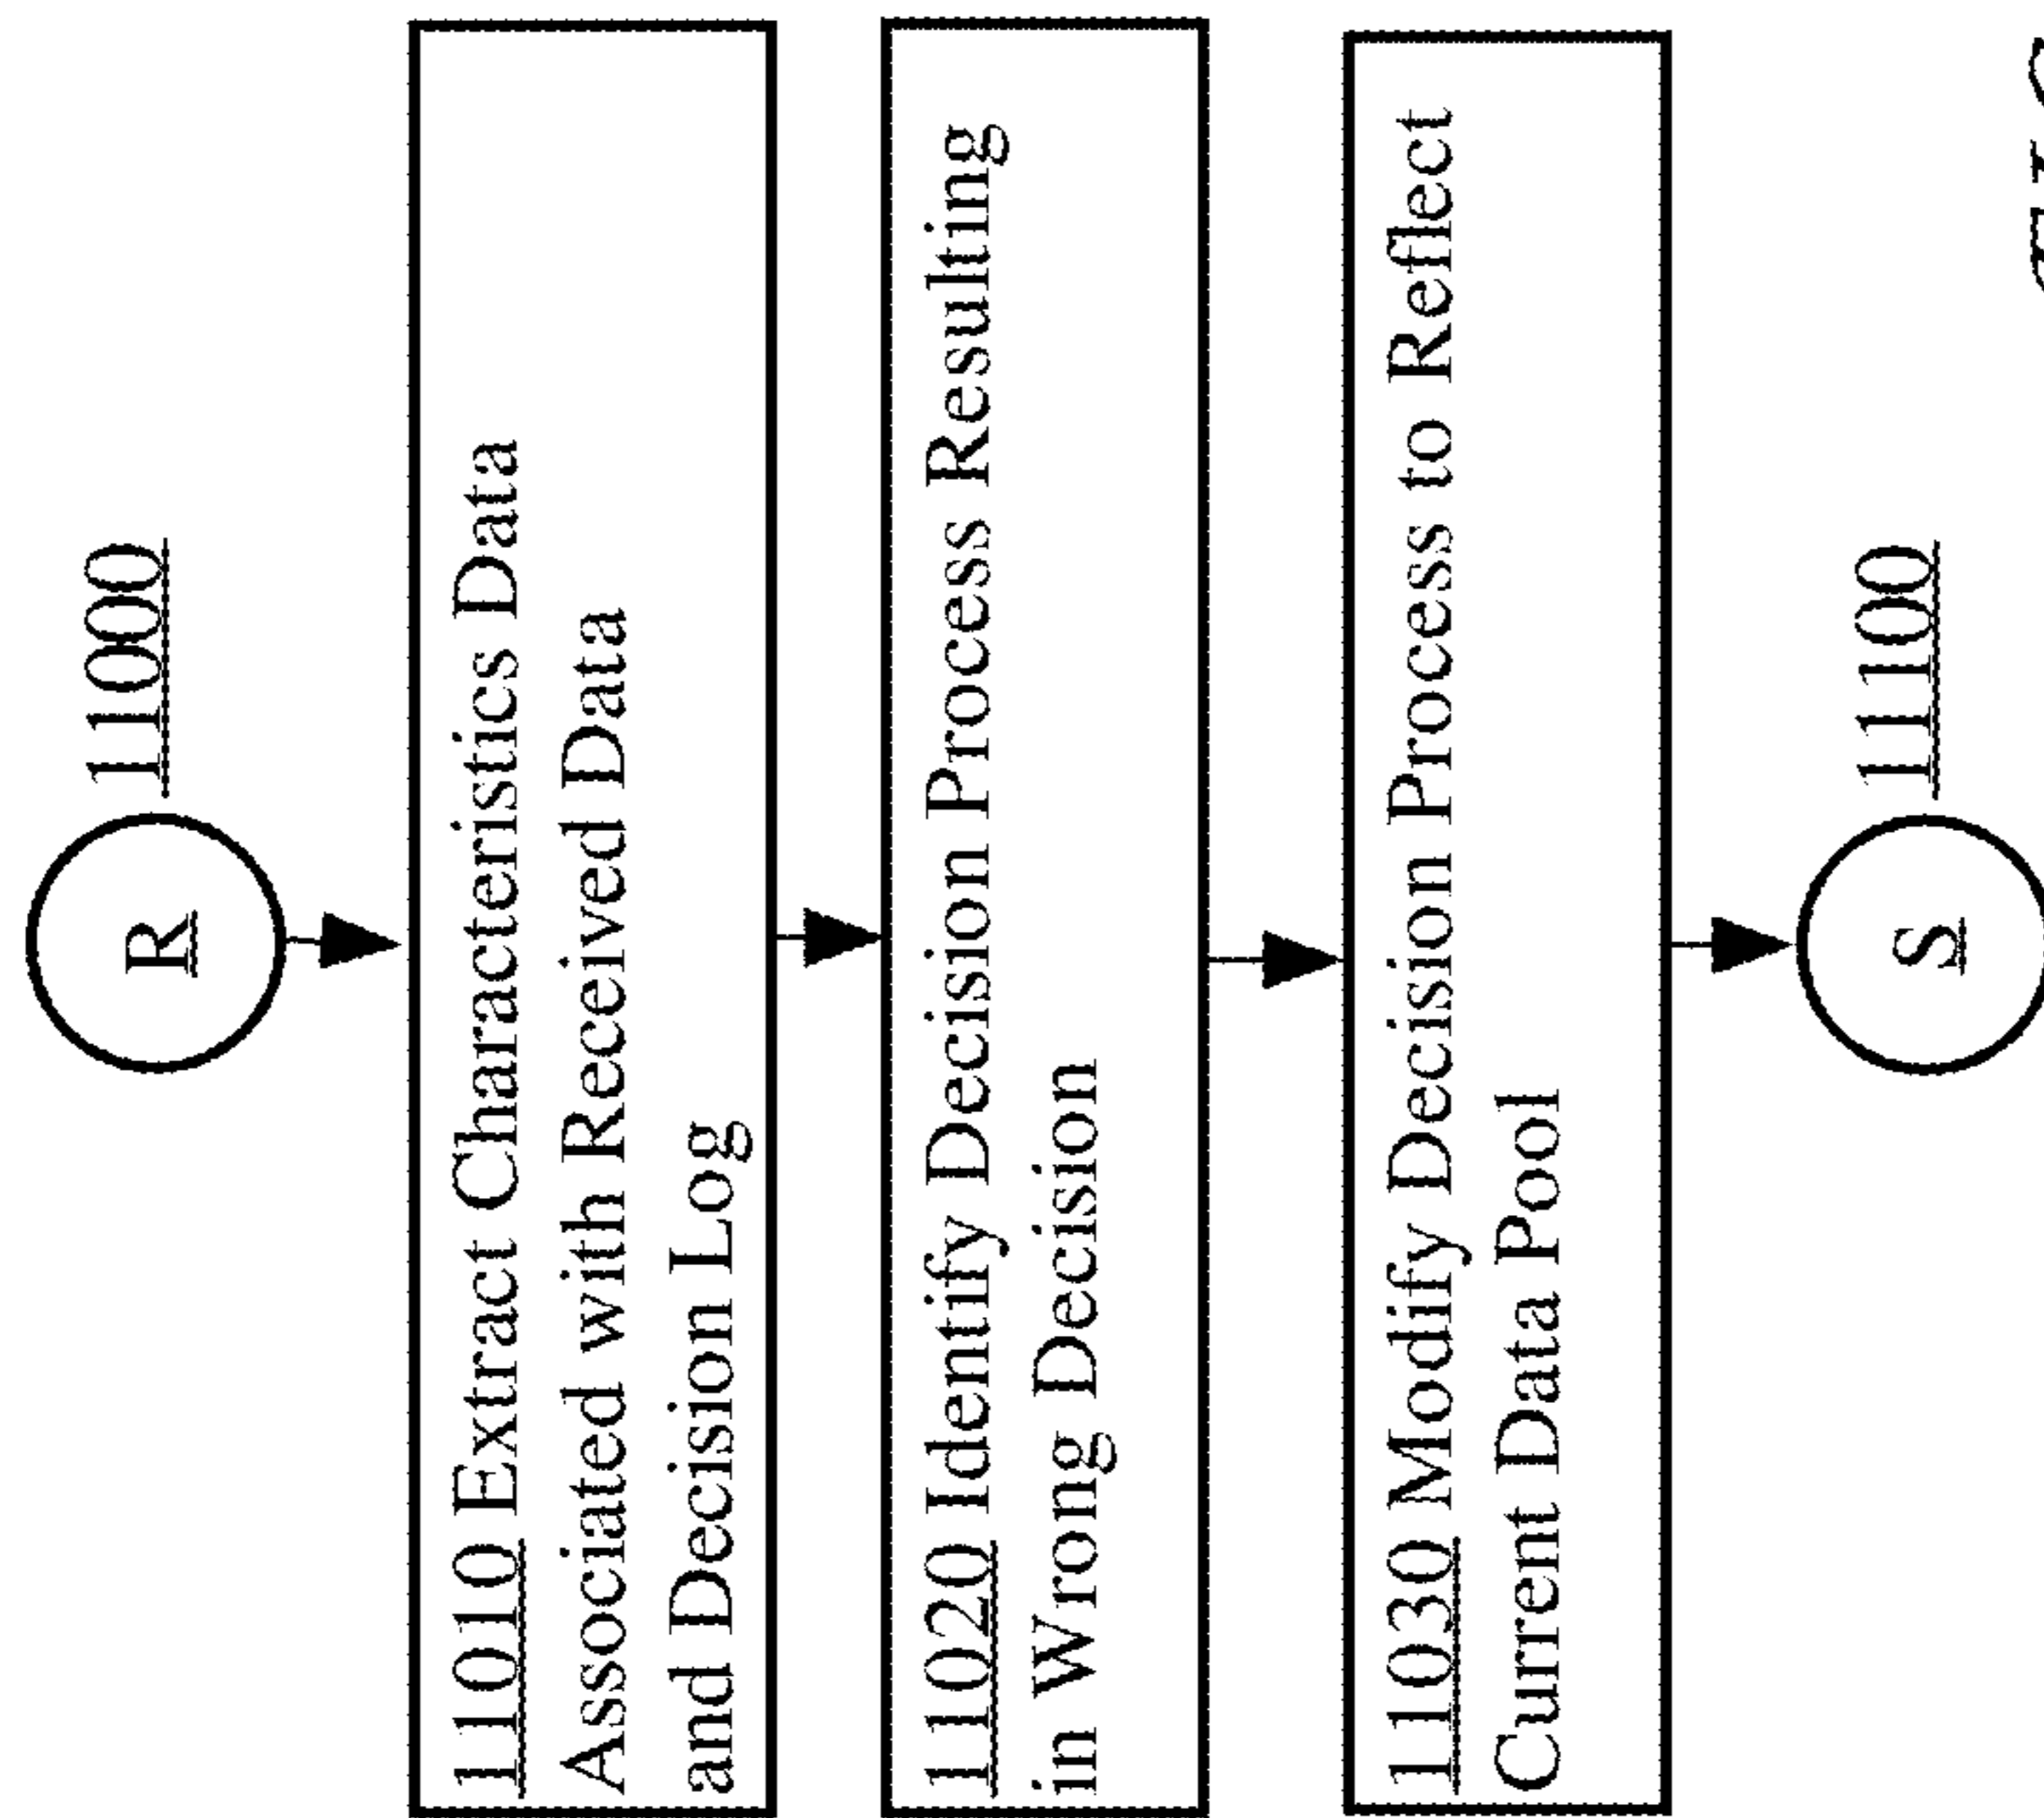 11000
R
11010 Extract Characteristics Data
Associated with Received Data
and Decision Log
11020 Identify Decision Process Resulting
in Wrong Decision
11030 Modify Decision Process to Reflect
Current Data Pool
11100
S